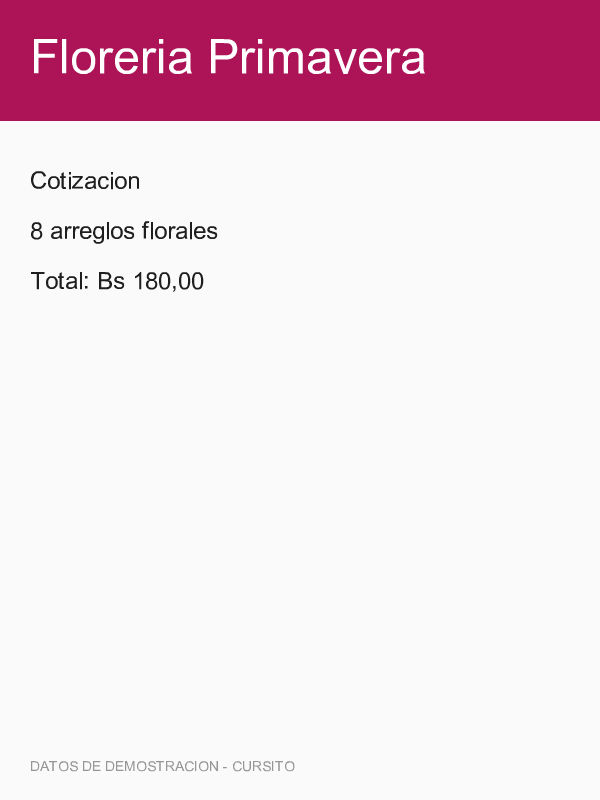 Floreria Primavera
Cotizacion
8 arreglos florales
Total: Bs 180,00
DATOS DE DEMOSTRACION - CURSITO